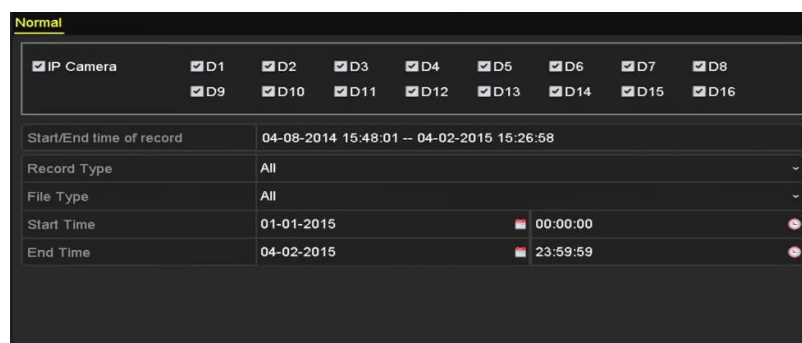 Normal
IP Camera D1 D2 D3 D4 D5 D6 D7 D8
D9 D10 D11 D12 D13 D14 D15 D16
Start/End time of record 04-08-2014 15:48:01 -- 04-02-2015 15:26:58
Record Type All
File Type All
Start Time 01-01-2015 00:00:00
End Time 04-02-2015 23:59:59